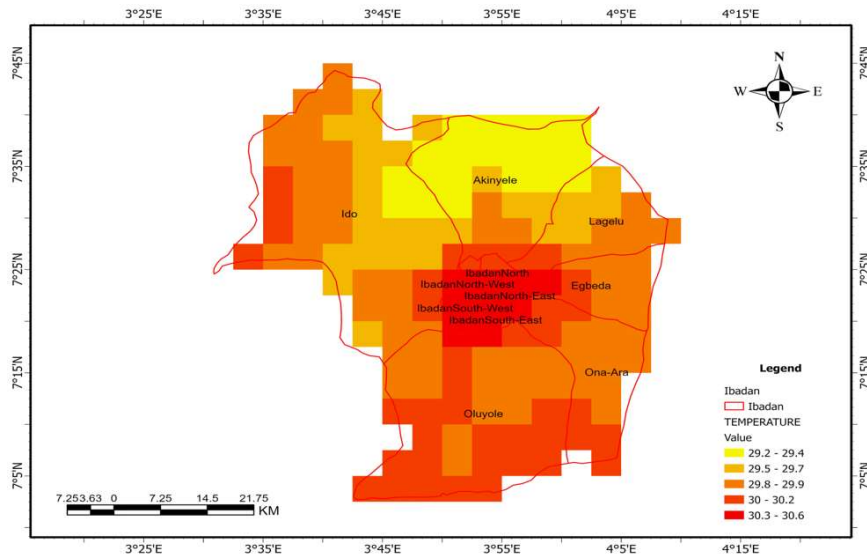 3°25'E 3°35'E 3°45'E 3°55'E 4°5'E 4°15'E
7°45'N 7°45'N
N
W E
S
7°35'N 7°35'N
Akinyele
Ido
Lagelu
7°25'N 7°25'N
IbadanNorth
IbadanNorth-West
Egbeda
IbadanNorth-East
IbadanSouth-West
IbadanSouth-East
7°15'N 7°15'N
Ona-Ara
Oluyole
7°5'N 7°5'N
Legend
Ibadan
Ibadan
TEMPERATURE
Value
29.2 - 29.4
29.5 - 29.7
29.8 - 29.9
30 - 30.2
30.3 - 30.6
7.253.63 0 7.25 14.5 21.75
KM
3°25'E 3°35'E 3°45'E 3°55'E 4°5'E 4°15'E